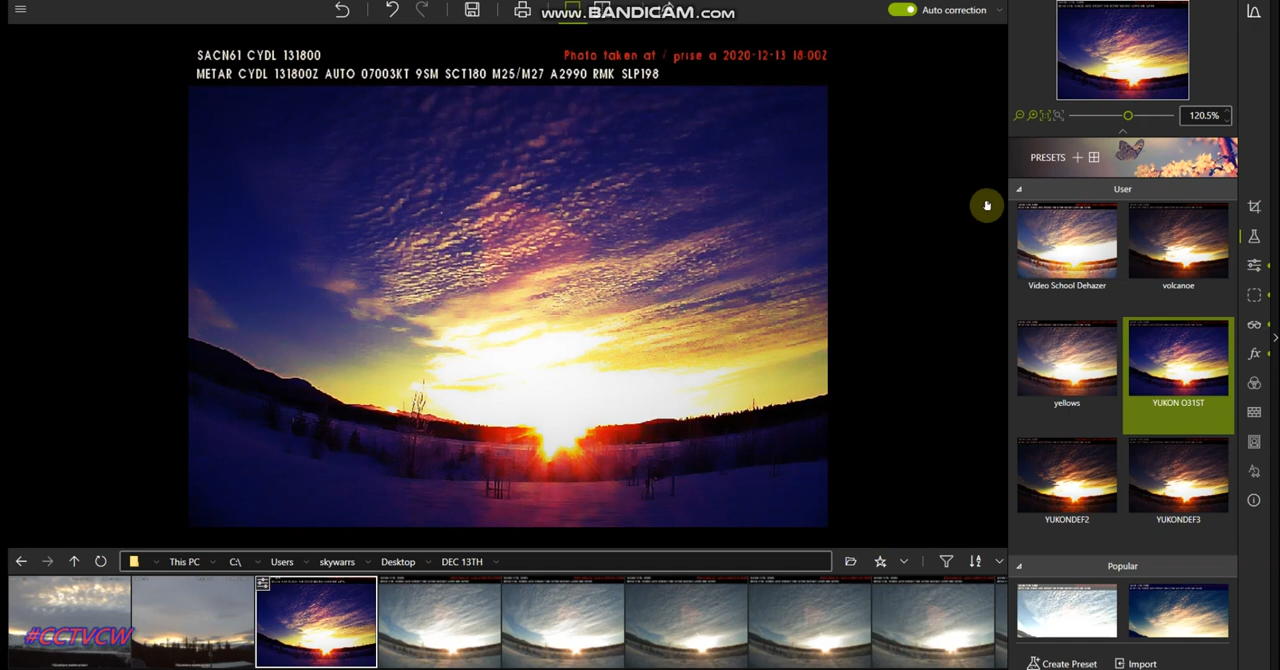 www.BANDICAM.com
Auto correction
SACN61 CYDL 131800
Photo taken at / prise a 2020-12-13 18:00Z
METAR CYDL 131800Z AUTO 07003KT 9SM SCT180 M25/M27 A2990 RMK SLP198
120.5%
PRESETS
User
Video School Dehazer
volcanoe
yellows
YUKON O31ST
YUKONDEF2
YUKONDEF3
This PC
C:\
Users
skywarrs
Desktop
DEC 13TH
Popular
#CCTVCW
Create Preset
Import